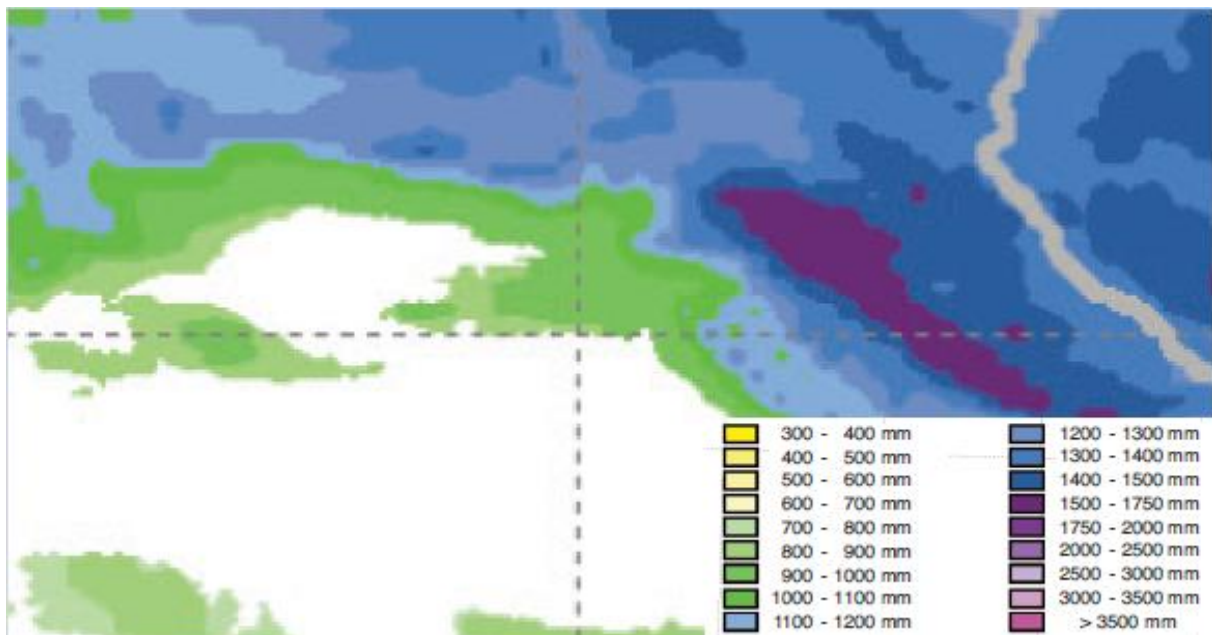 300 - 400 mm
400 - 500 mm
500 - 600 mm
600 - 700 mm
700 - 800 mm
800 - 900 mm
900 - 1000 mm
1000 - 1100 mm
1100 - 1200 mm
1200 - 1300 mm
1300 - 1400 mm
1400 - 1500 mm
1500 - 1750 mm
1750 - 2000 mm
2000 - 2500 mm
2500 - 3000 mm
3000 - 3500 mm
> 3500 mm